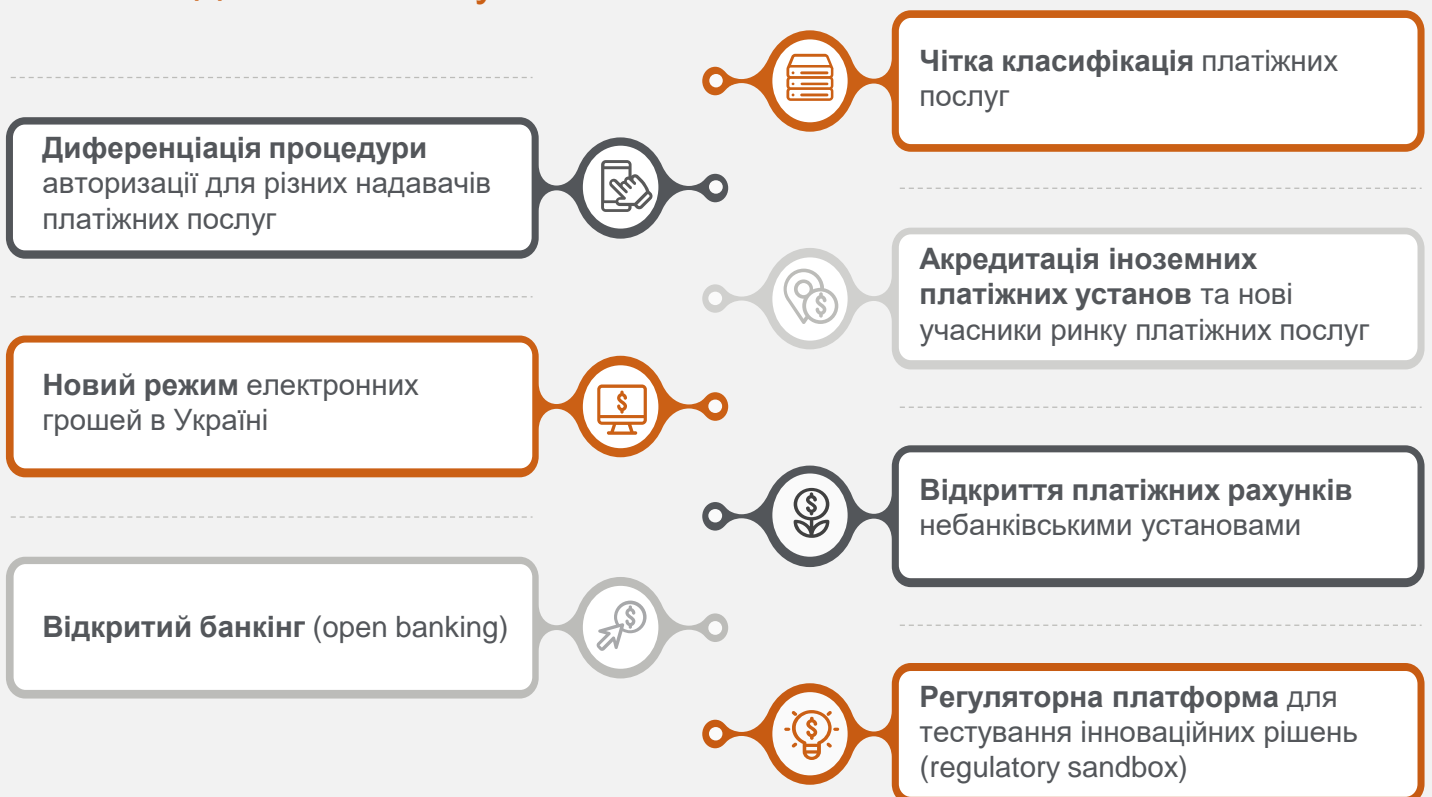 Чітка класифікація платіжних
послуг
Диференціація процедури
авторизації для різних надавачів
платіжних послуг
Акредитація іноземних
платіжних установ та нові
учасники ринку платіжних послуг
Новий режим електронних
грошей в Україні
Відкриття платіжних рахунків
небанківськими установами
Відкритий банкінг (open banking)
Регуляторна платформа для
тестування інноваційних рішень
(regulatory sandbox)